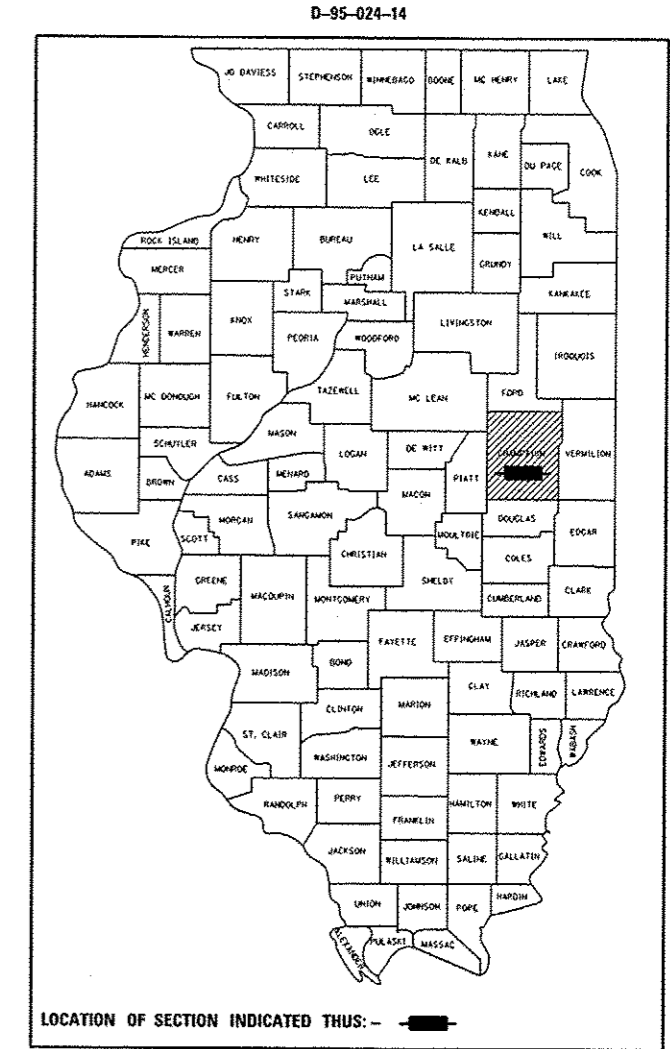 D-95-024-14
JO DAVIESS STEPHENSON WINNEBAGO BOONE MC HENRY LAKE
CARROLL OGLE
DE KALB KANE DU PAGE COOK
WHITESIDE LEE
KENDALL
ROCK ISLAND HENRY BUREAU LA SALLE WILL
MERCER PUTNAM GRUNDY
STARK MARSHALL KANKAKEE
HENDERSON WARREN KNOX PEORIA WOODFORD LIVINGSTON
IROQUOIS
HANCOCK MC DONOUGH FULTON TAZEWELL MC LEAN FORD
SCHUYLER MASON
ADAMS BROWN CASS MENARD LOGAN DE WITT PIATT CHAMPAIGN VERMILION
MACON
PIKE SCOTT MORGAN SANGAMON MOULTRIE DOUGLAS EDGAR
CHRISTIAN COLES
CALHOUN GREENE MACOUPIN MONTGOMERY SHELBY CUMBERLAND CLARK
JERSEY FAYETTE EFFINGHAM JASPER CRAWFORD
MADISON BOND
CLAY RICHLAND LAWRENCE
CLINTON MARION
ST. CLAIR WAYNE EDWARDS WABASH
MONROE WASHINGTON JEFFERSON
RANDOLPH PERRY HAMILTON WHITE
FRANKLIN
JACKSON WILLIAMSON SALINE GALLATIN
UNION JOHNSON POPE HARDIN
ALEXANDER PULASKI MASSAC
LOCATION OF SECTION INDICATED THUS: -